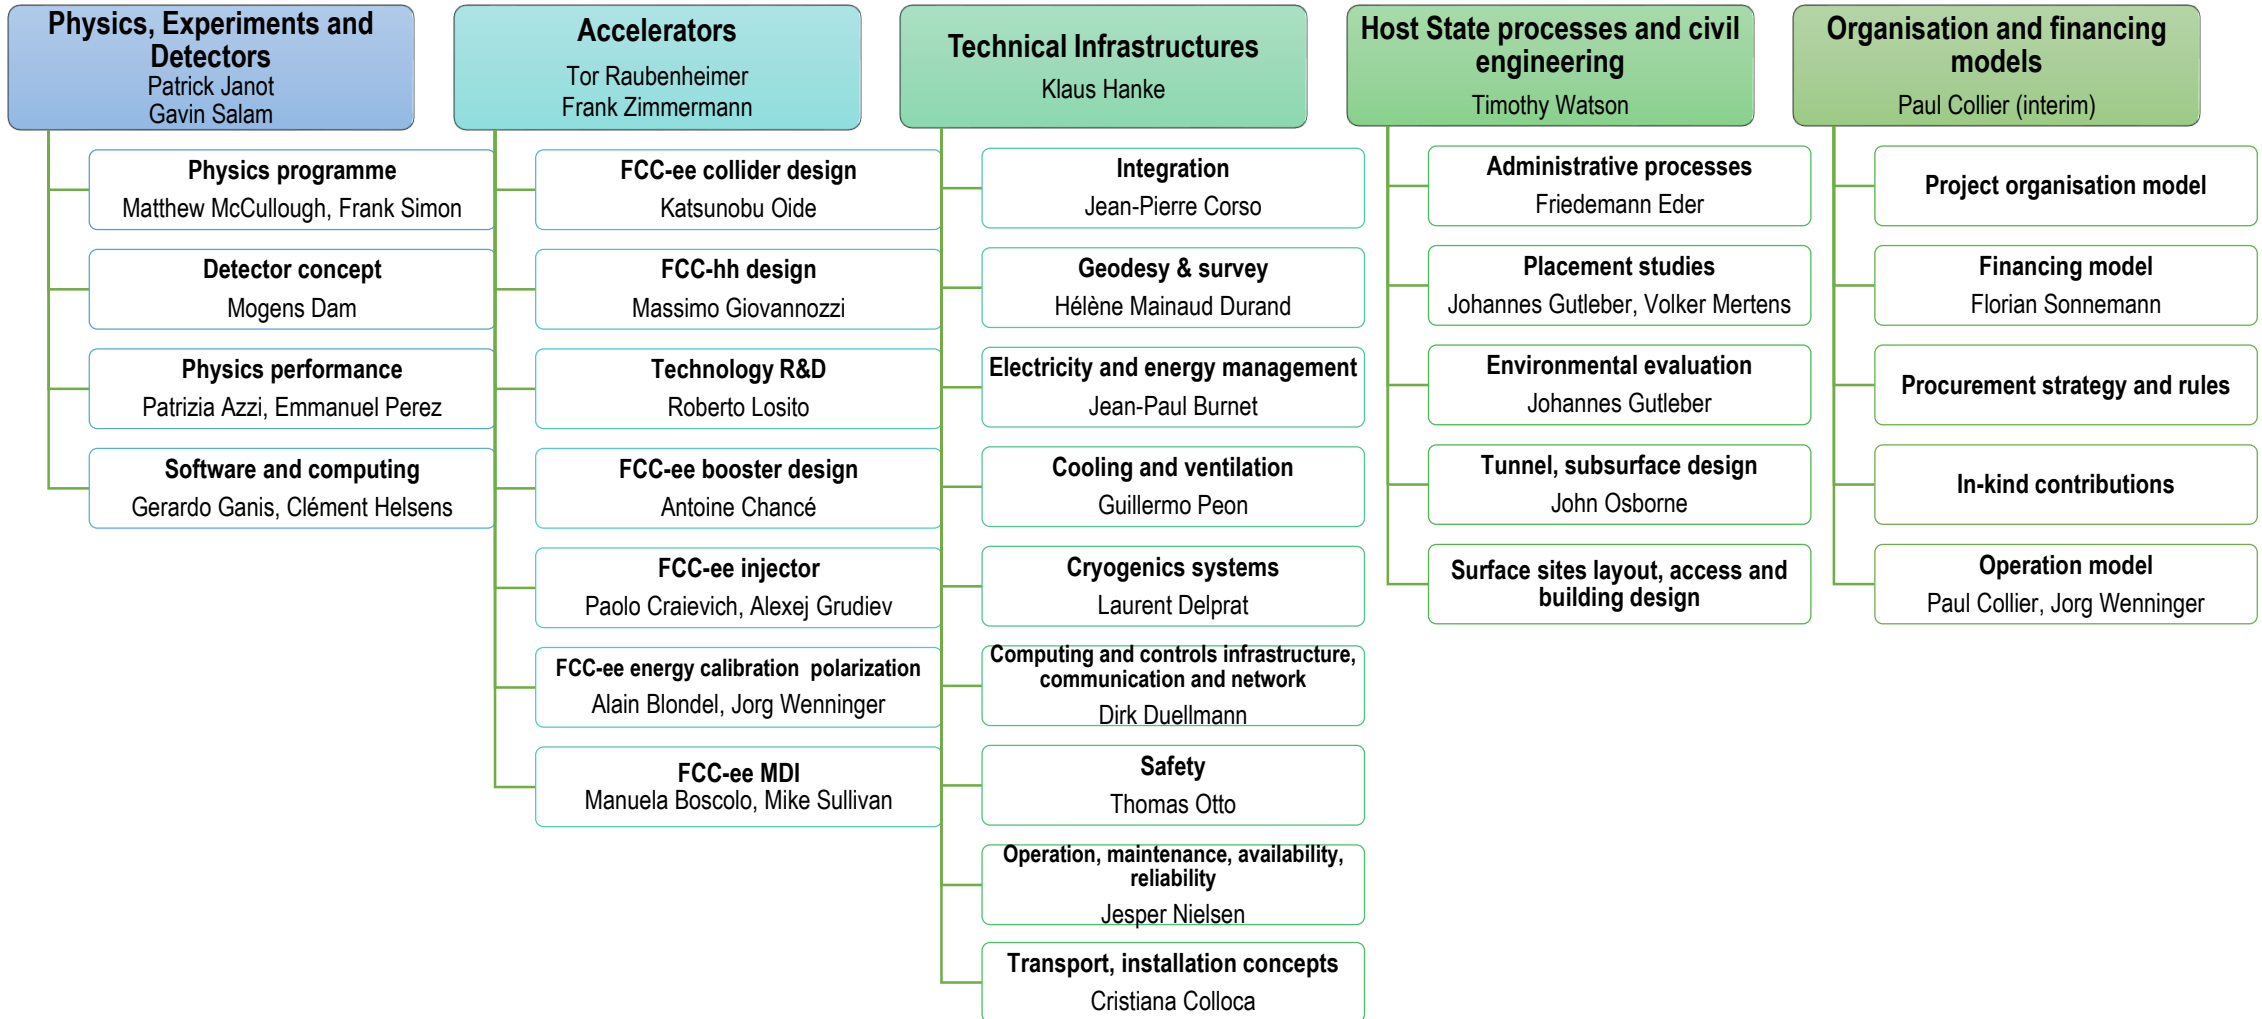 Physics, Experiments and
Detectors
Patrick Janot
Gavin Salam
Physics programme
Matthew McCullough, Frank Simon
Detector concept
Mogens Dam
Physics performance
Patrizia Azzi, Emmanuel Perez
Software and computing
Gerardo Ganis, Clément Helsens
Accelerators
Tor Raubenheimer
Frank Zimmermann
FCC-ee collider design
Katsunobu Oide
FCC-hh design
Massimo Giovannozzi
Technology R&D
Roberto Losito
FCC-ee booster design
Antoine Chancé
FCC-ee injector
Paolo Craievich, Alexej Grudiev
FCC-ee energy calibration  polarization
Alain Blondel, Jorg Wenninger
FCC-ee MDI
Manuela Boscolo, Mike Sullivan
Technical Infrastructures
Klaus Hanke
Integration
Jean-Pierre Corso
Geodesy & survey
Hélène Mainaud Durand
Electricity and energy management
Jean-Paul Burnet
Cooling and ventilation
Guillermo Peon
Cryogenics systems
Laurent Delprat
Computing and controls infrastructure,
communication and network
Dirk Duellmann
Safety
Thomas Otto
Operation, maintenance, availability,
reliability
Jesper Nielsen
Transport, installation concepts
Cristiana Colloca
Host State processes and civil
engineering
Timothy Watson
Administrative processes
Friedemann Eder
Placement studies
Johannes Gutleber, Volker Mertens
Environmental evaluation
Johannes Gutleber
Tunnel, subsurface design
John Osborne
Surface sites layout, access and
building design
Organisation and financing
models
Paul Collier (interim)
Project organisation model
Financing model
Florian Sonnemann
Procurement strategy and rules
In-kind contributions
Operation model
Paul Collier, Jorg Wenninger